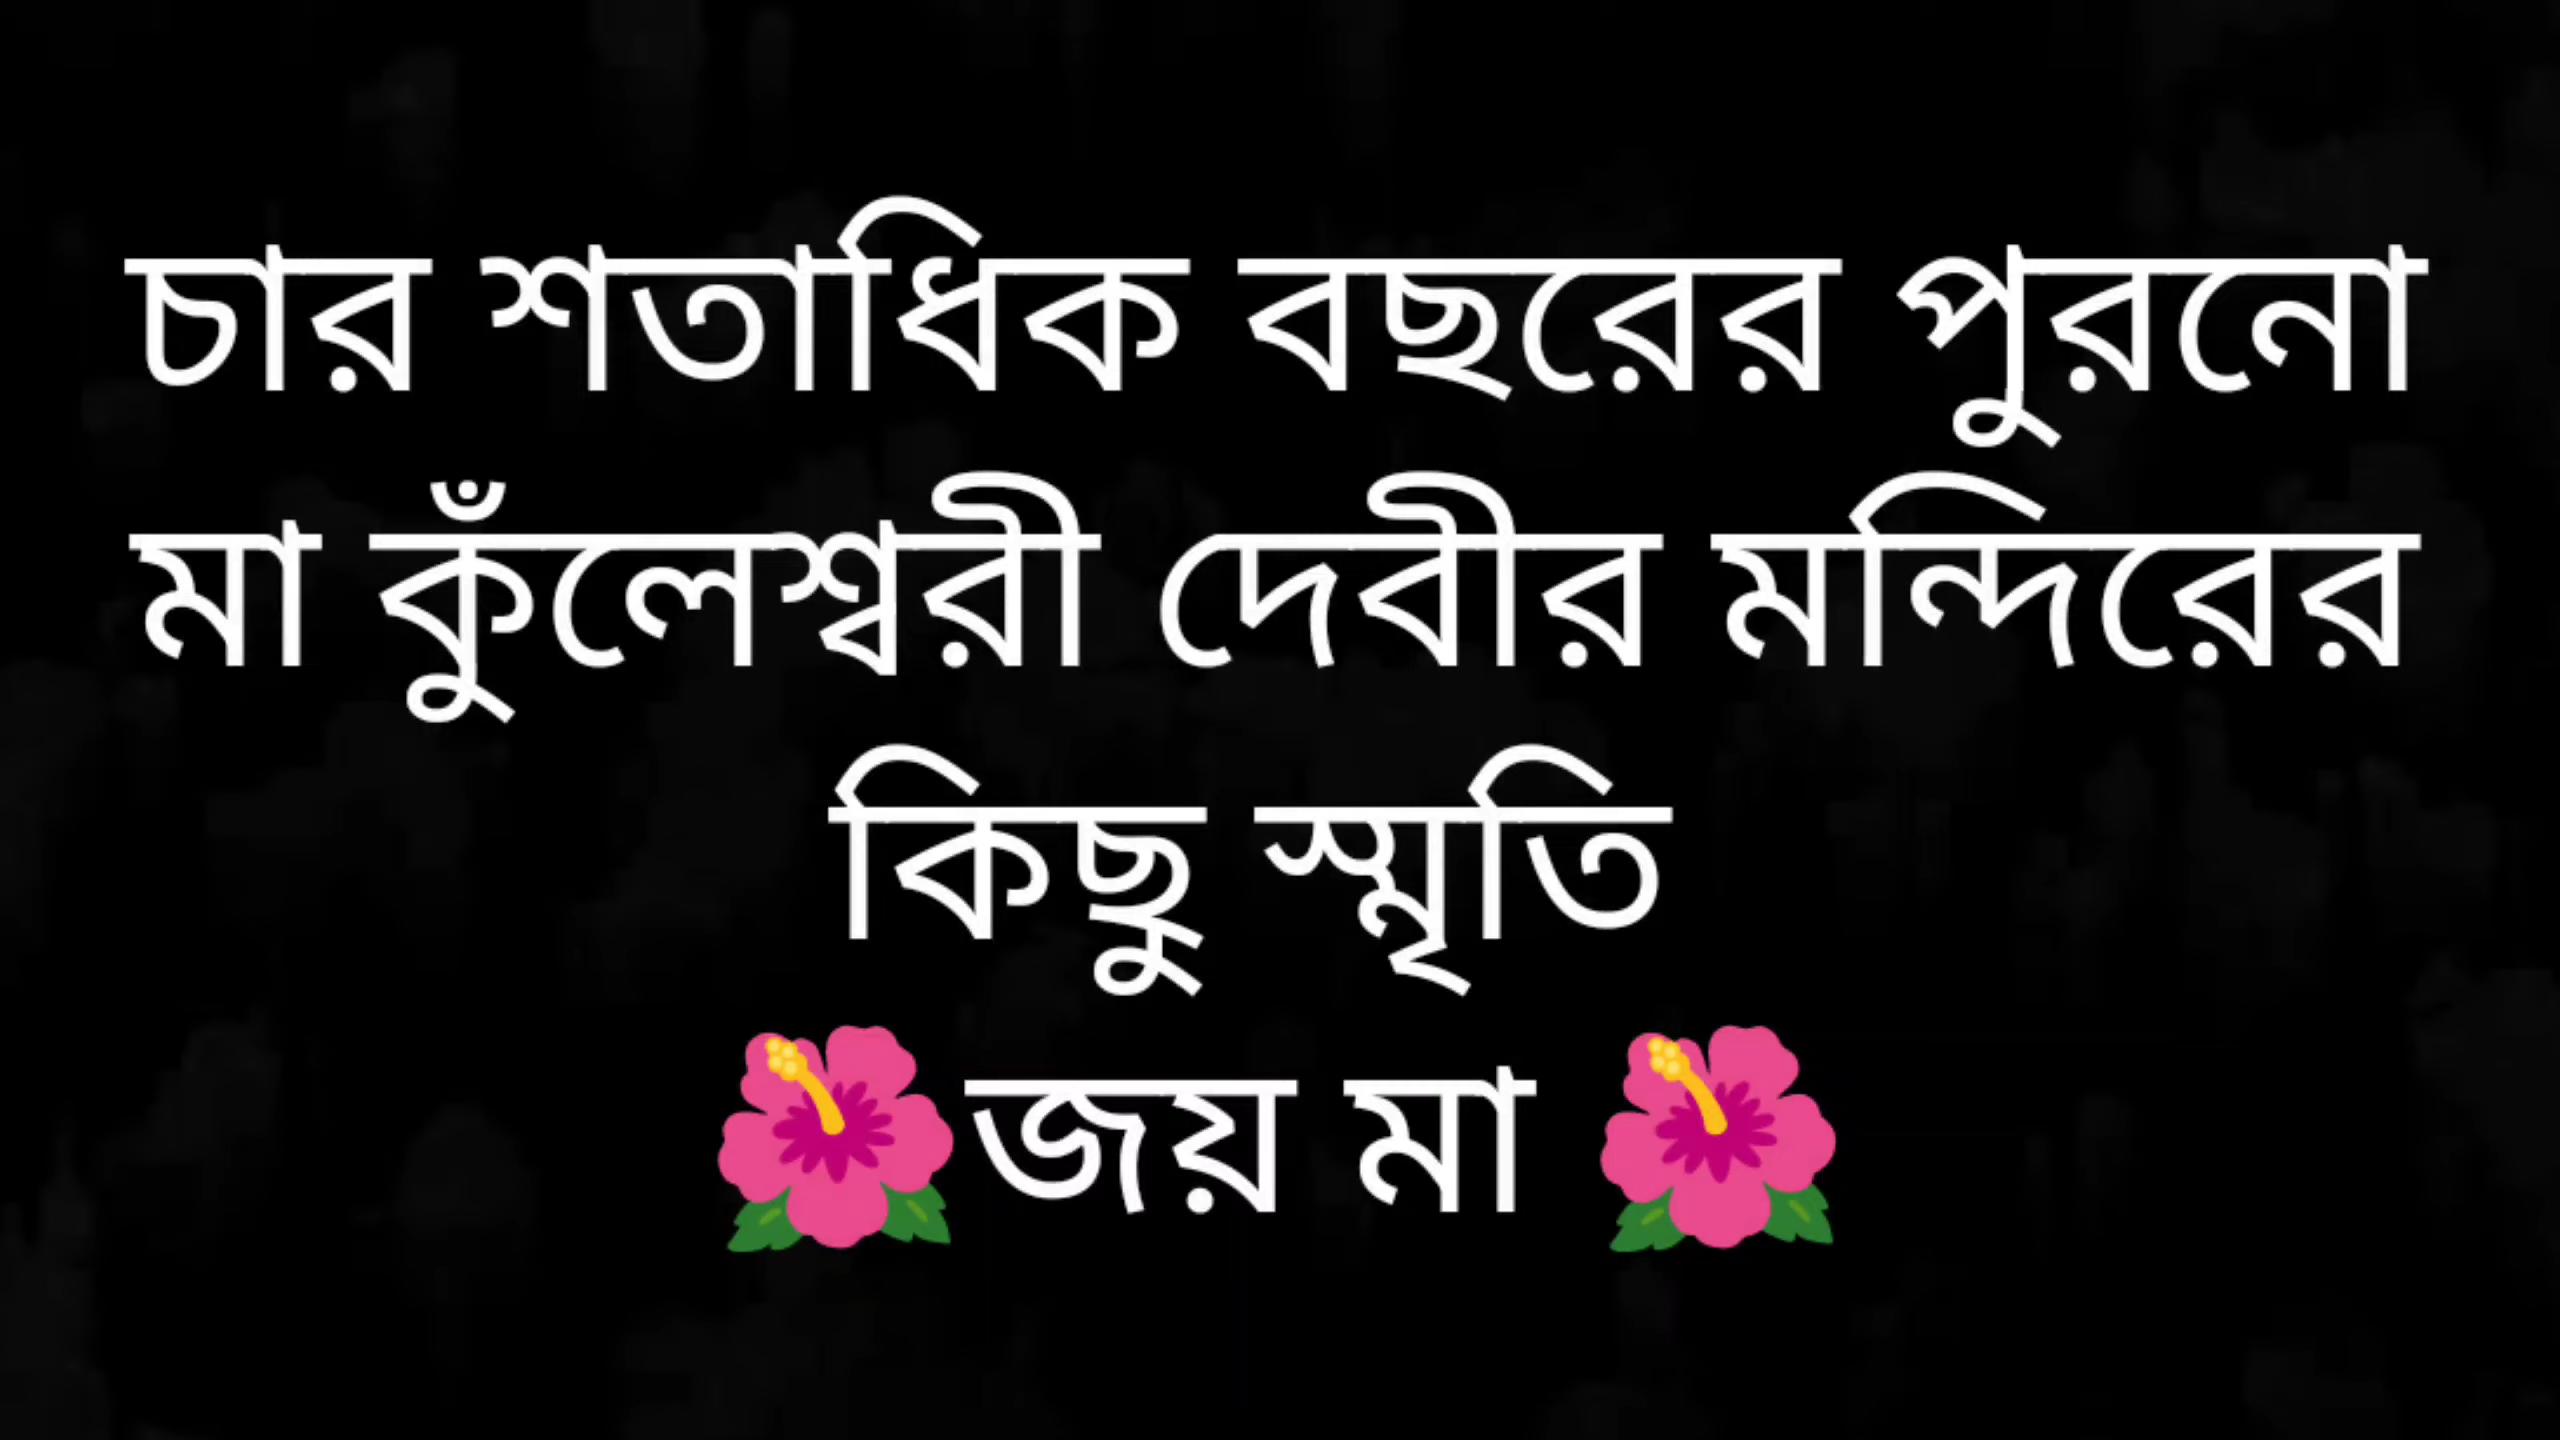 চার শতাধিক বছরের পুরনো
মা কুঁলেশ্বরী দেবীর মন্দিরের
কিছু স্মৃতি
🌺জয় মা 🌺